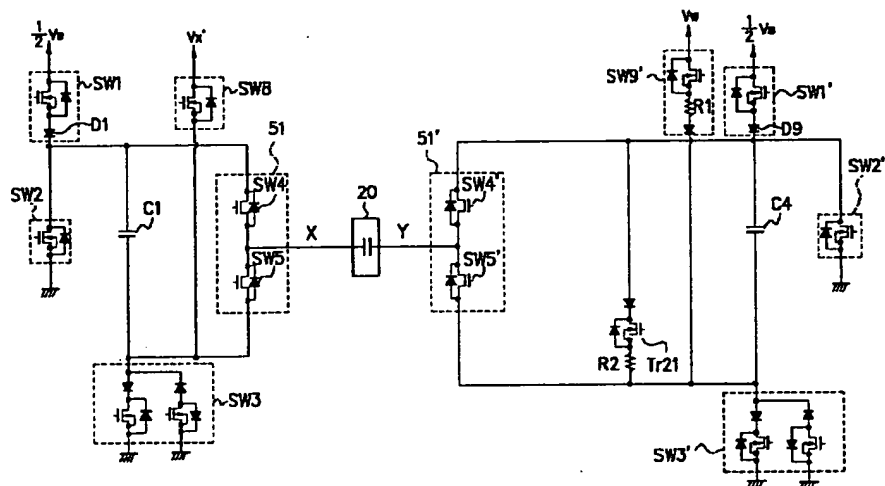 1/2 Vs
Vx'
Vw
1/2 Vs
SW1
SW8
SW9'
R1
SW1'
D1
D9
51
51'
SW2
SW4
SW4'
SW2'
C1
20
C4
X
Y
SW5
SW5'
R2
Tr21
SW3
SW3'